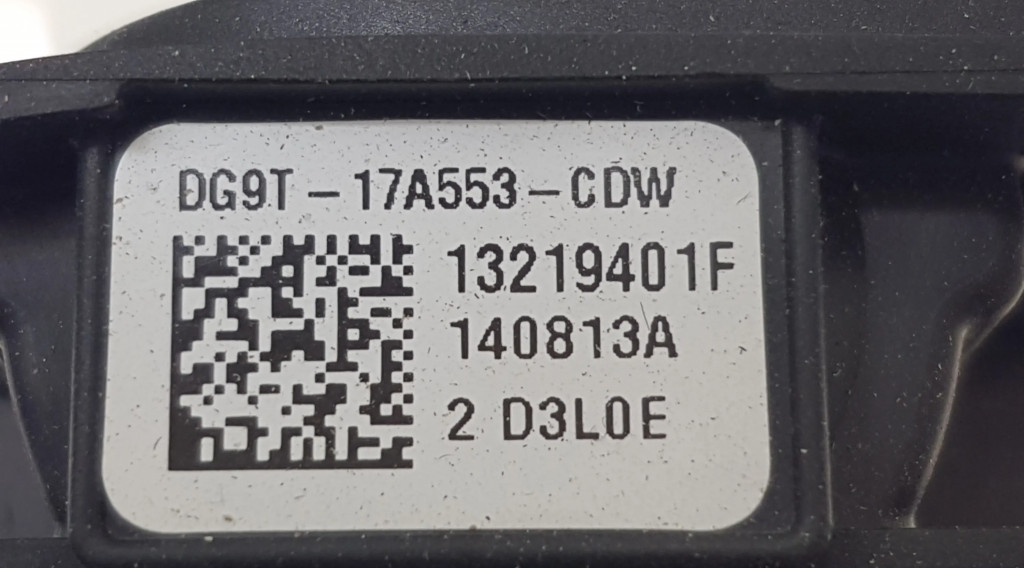 DG9T-17A553-CDW
13219401F
140813A
2 D3L0E